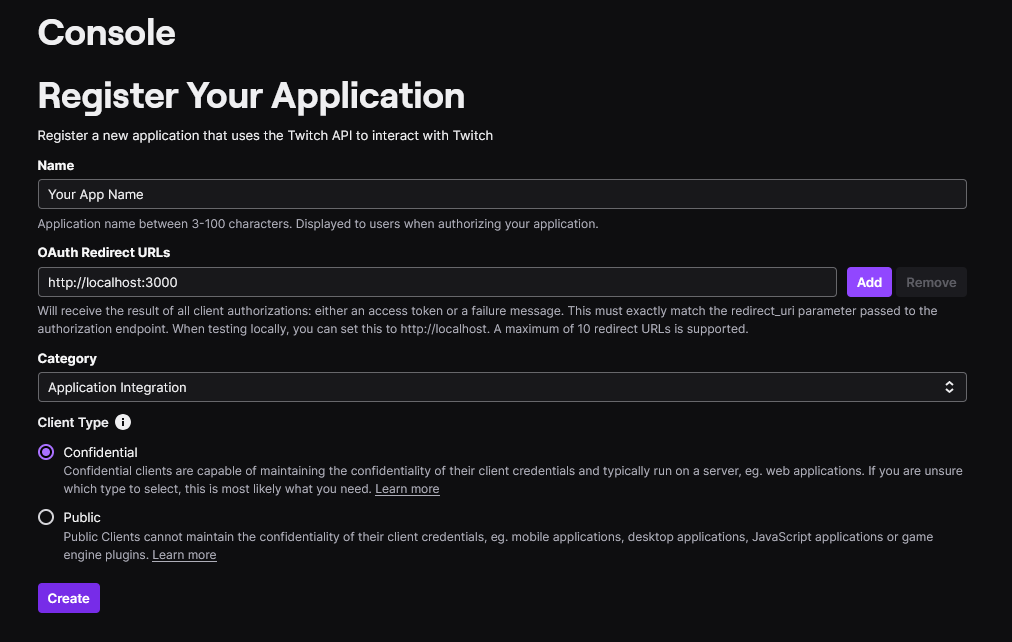 Console
Register Your Application
Register a new application that uses the Twitch API to interact with Twitch
Name
Your App Name
Application name between 3-100 characters. Displayed to users when authorizing your application.
OAuth Redirect URLs
http://localhost:3000
Add
Remove
Will receive the result of all client authorizations: either an access token or a failure message. This must exactly match the redirect_uri parameter passed to the
authorization endpoint. When testing locally, you can set this to http://localhost. A maximum of 10 redirect URLs is supported.
Category
Application Integration
Client Type
Confidential
Confidential clients are capable of maintaining the confidentiality of their client credentials and typically run on a server, eg. web applications. If you are unsure
which type to select, this is most likely what you need. Learn more
Public
Public Clients cannot maintain the confidentiality of their client credentials, eg. mobile applications, desktop applications, JavaScript applications or game
engine plugins. Learn more
Create